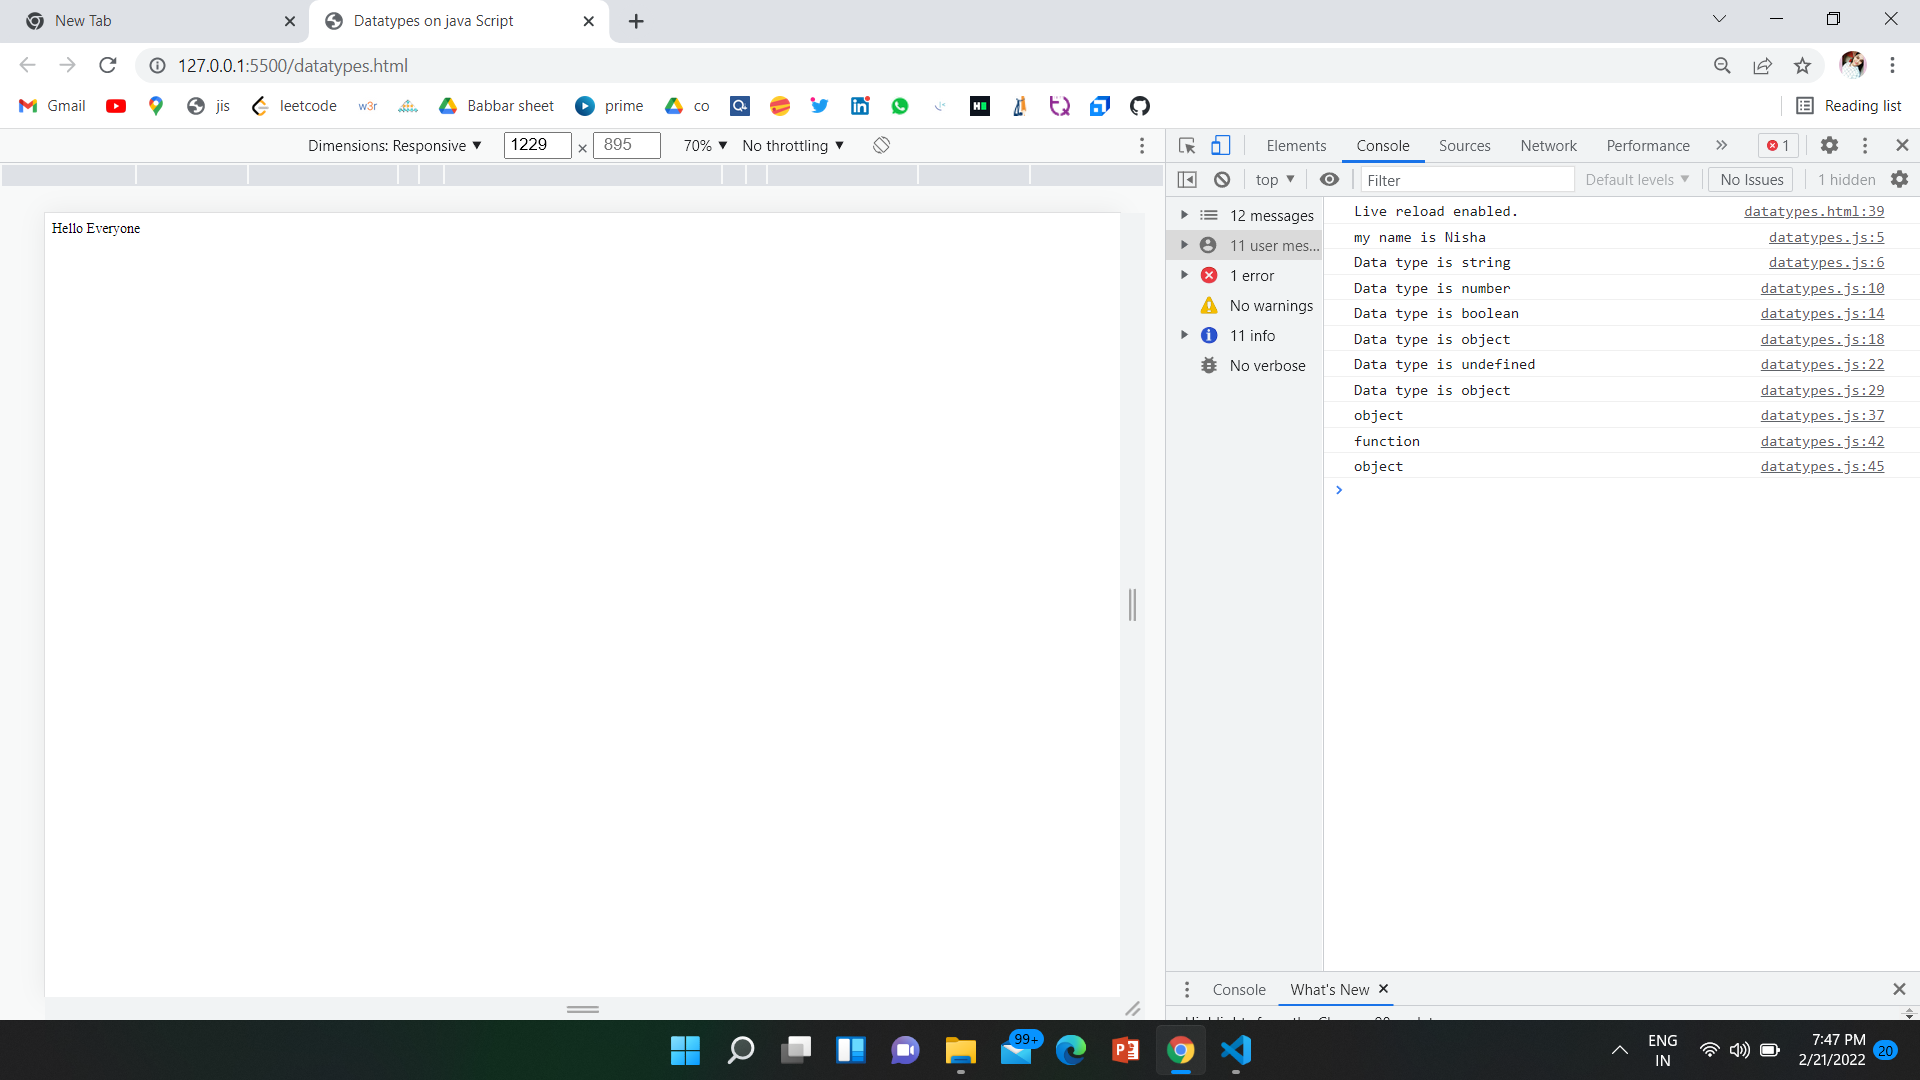 New Tab
Datatypes on java Script
127.0.0.1:5500/datatypes.html
Gmail
jis
leetcode
w3r
Babbar sheet
prime
co
Reading list
Dimensions: Responsive
1229 × 895
70%
No throttling
Elements
Console
Sources
Network
Performance
1
top
Filter
Default levels
No Issues
1 hidden
Hello Everyone
12 messages
11 user mes...
1 error
No warnings
11 info
No verbose
Live reload enabled. datatypes.html:39
my name is Nisha datatypes.js:5
Data type is string datatypes.js:6
Data type is number datatypes.js:10
Data type is boolean datatypes.js:14
Data type is object datatypes.js:18
Data type is undefined datatypes.js:22
Data type is object datatypes.js:29
object datatypes.js:37
function datatypes.js:42
object datatypes.js:45
Console
What's New
99+
ENG
IN
7:47 PM
2/21/2022
20